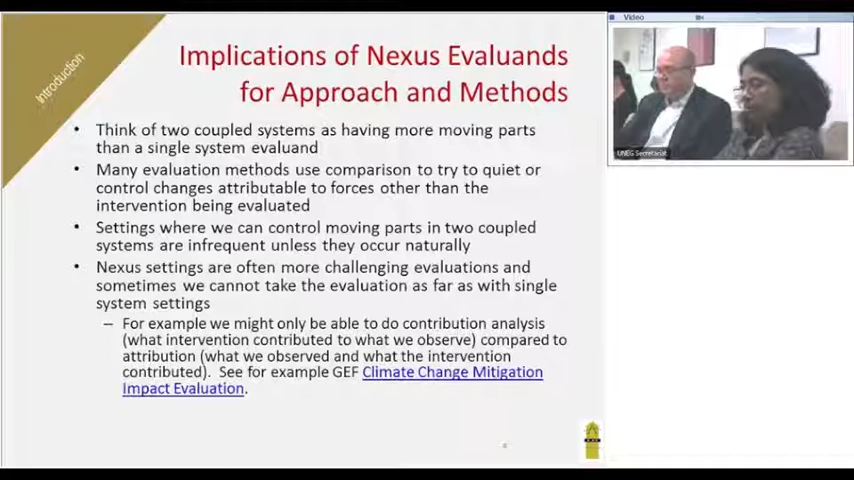 Introduction
Implications of Nexus Evaluands
for Approach and Methods
• Think of two coupled systems as having more moving parts
than a single system evaluand
• Many evaluation methods use comparison to try to quiet or
control changes attributable to forces other than the
intervention being evaluated
• Settings where we can control moving parts in two coupled
systems are infrequent unless they occur naturally
• Nexus settings are often more challenging evaluations and
sometimes we cannot take the evaluation as far as with single
system settings
– For example we might only be able to do contribution analysis
(what intervention contributed to what we observe) compared to
attribution (what we observed and what the intervention
contributed). See for example GEF Climate Change Mitigation
Impact Evaluation.
Video
UNEG Secretariat